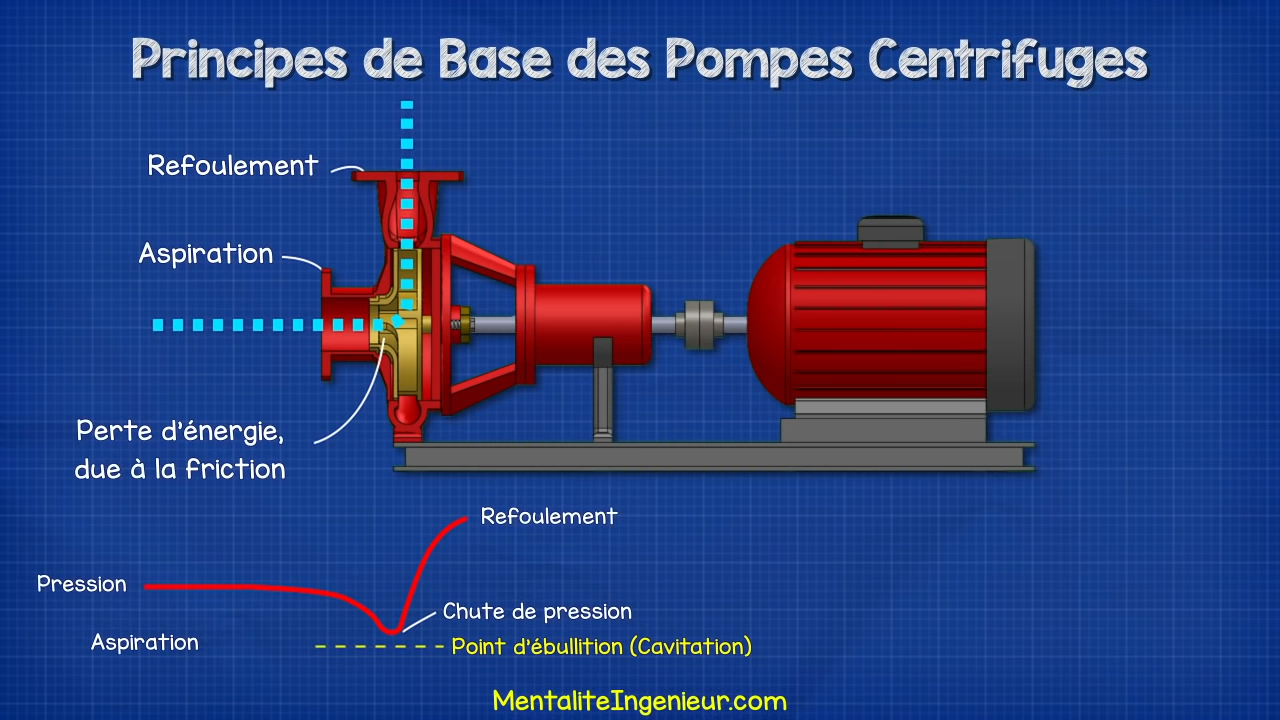 Principes de Base des Pompes Centrifuges
Refoulement
Aspiration
Perte d'énergie,
due à la friction
Refoulement
Pression
Chute de pression
Aspiration
Point d'ébullition (Cavitation)
MentaliteIngenieur.com